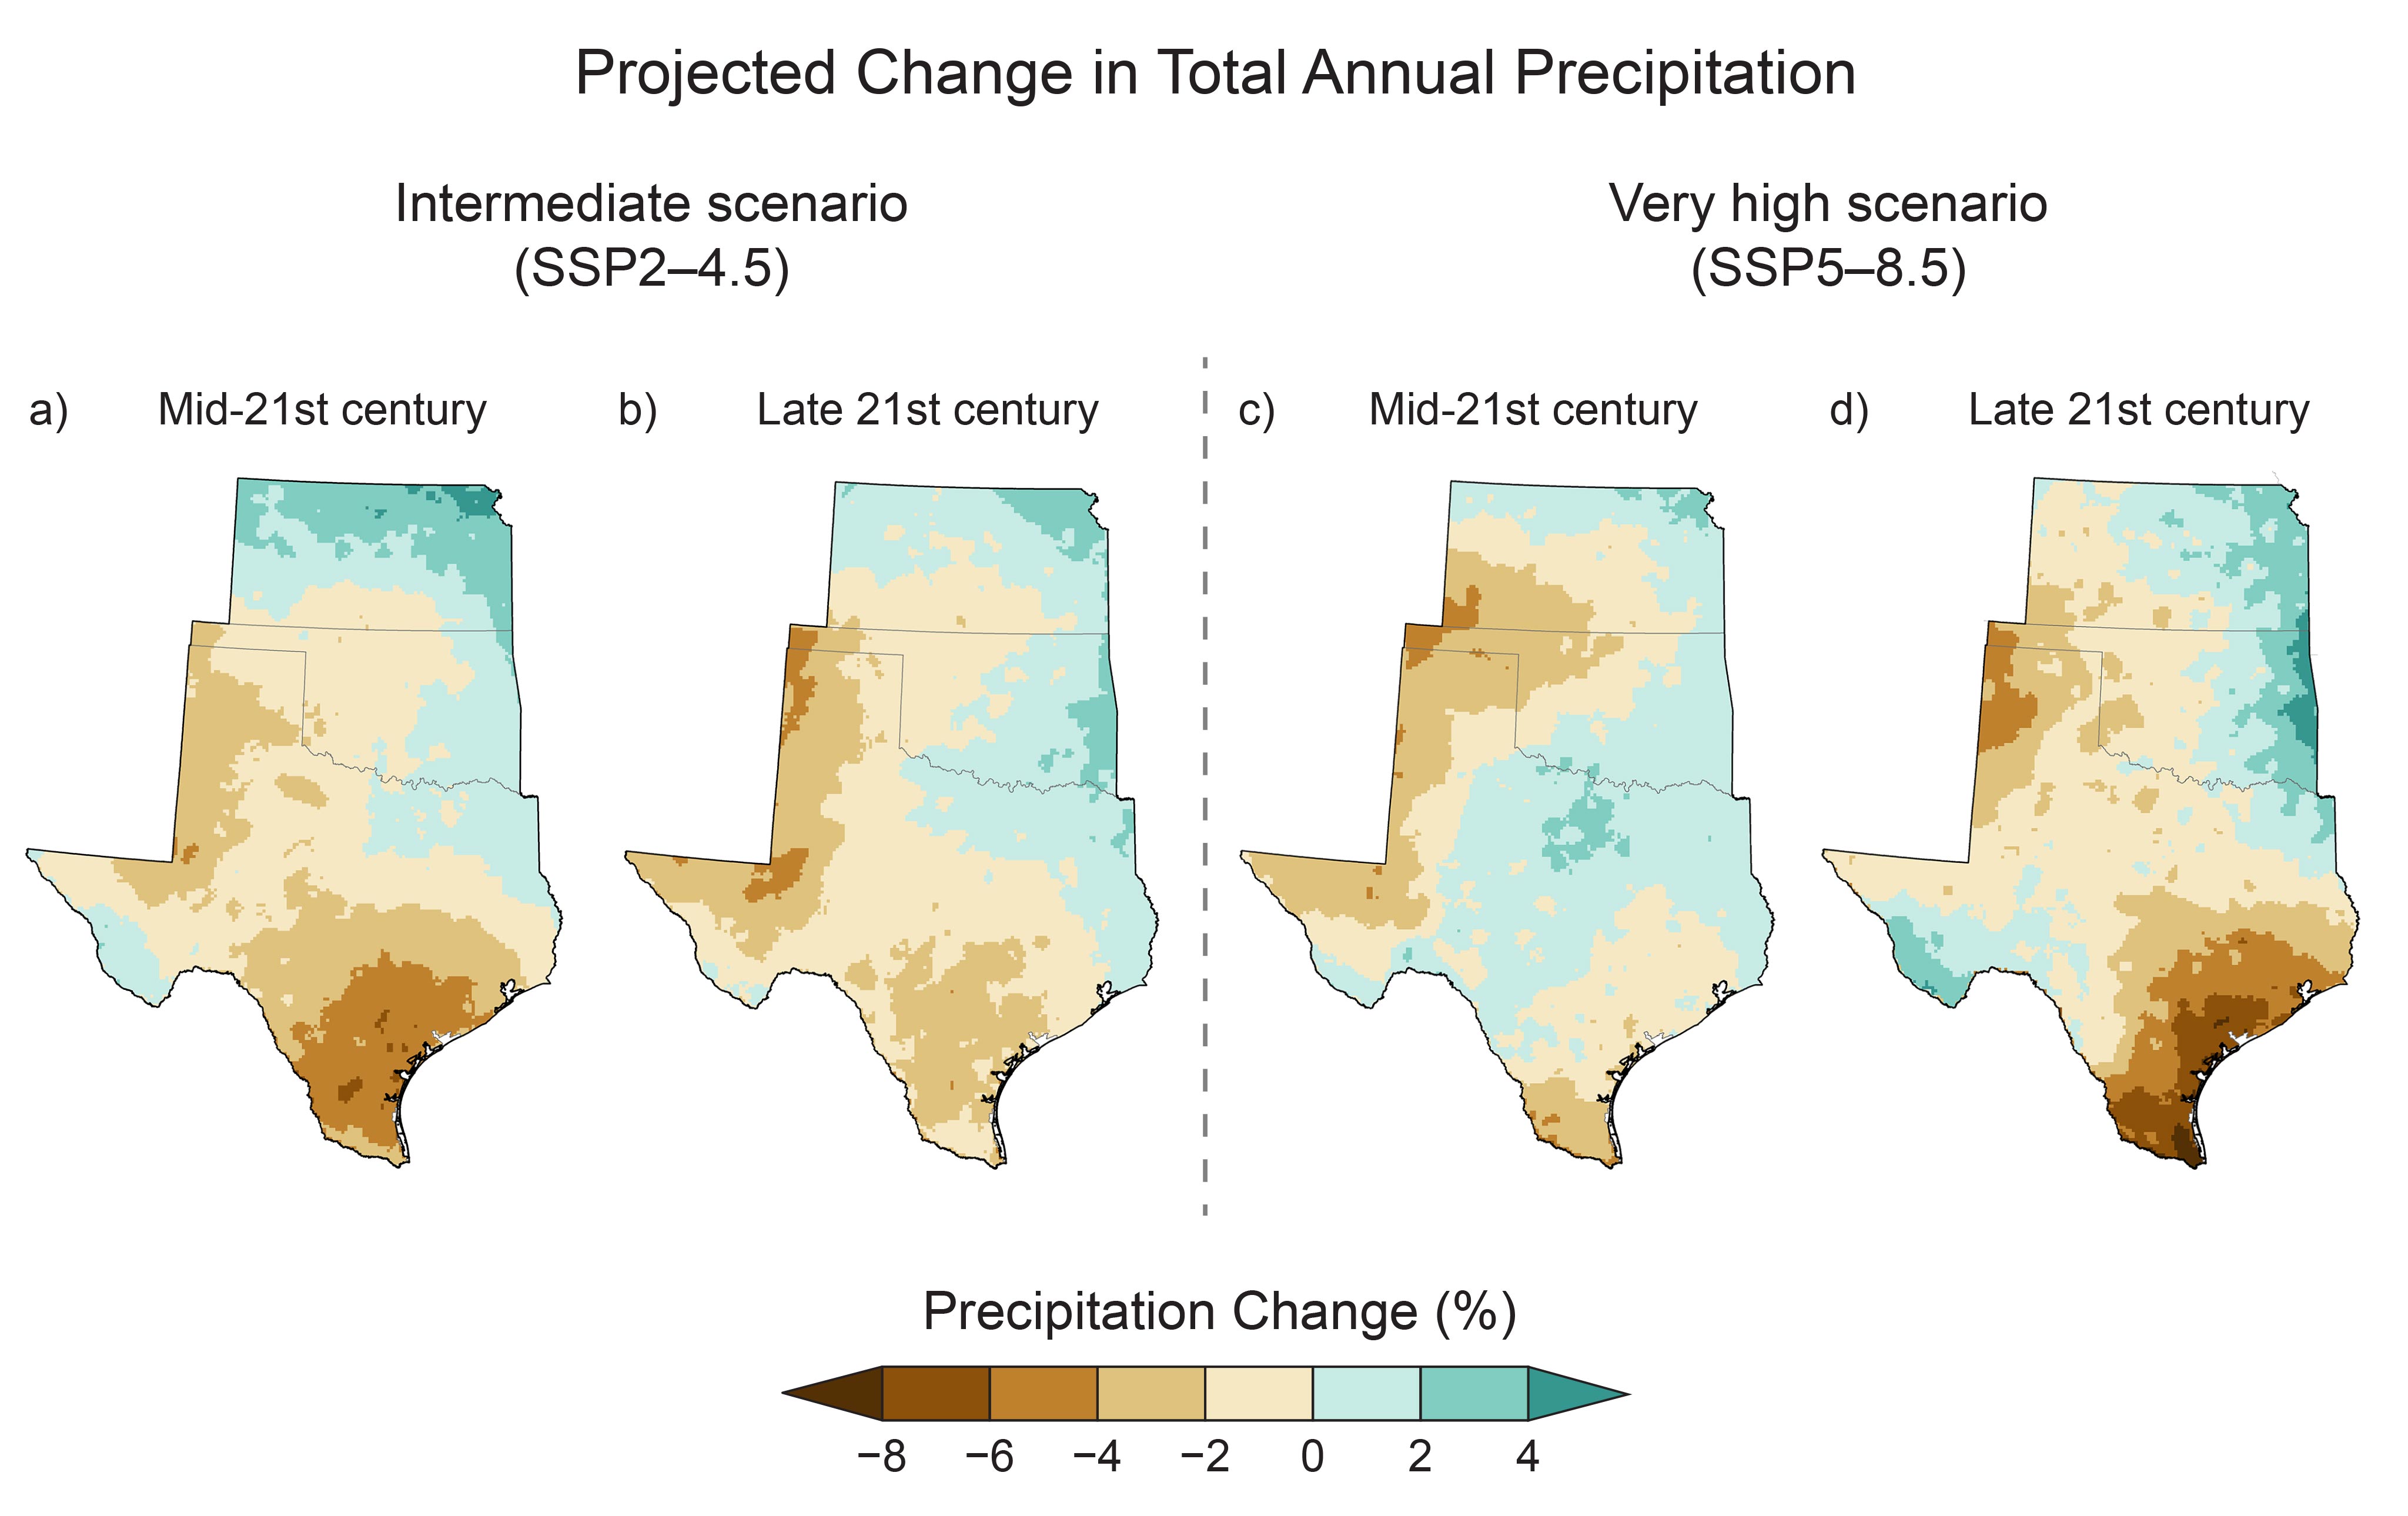 Projected Change in Total Annual Precipitation
Intermediate scenario
(SSP2–4.5)
Very high scenario
(SSP5–8.5)
a) Mid-21st century
b) Late 21st century
c) Mid-21st century
d) Late 21st century
Precipitation Change (%)
−8 −6 −4 −2 0 2 4